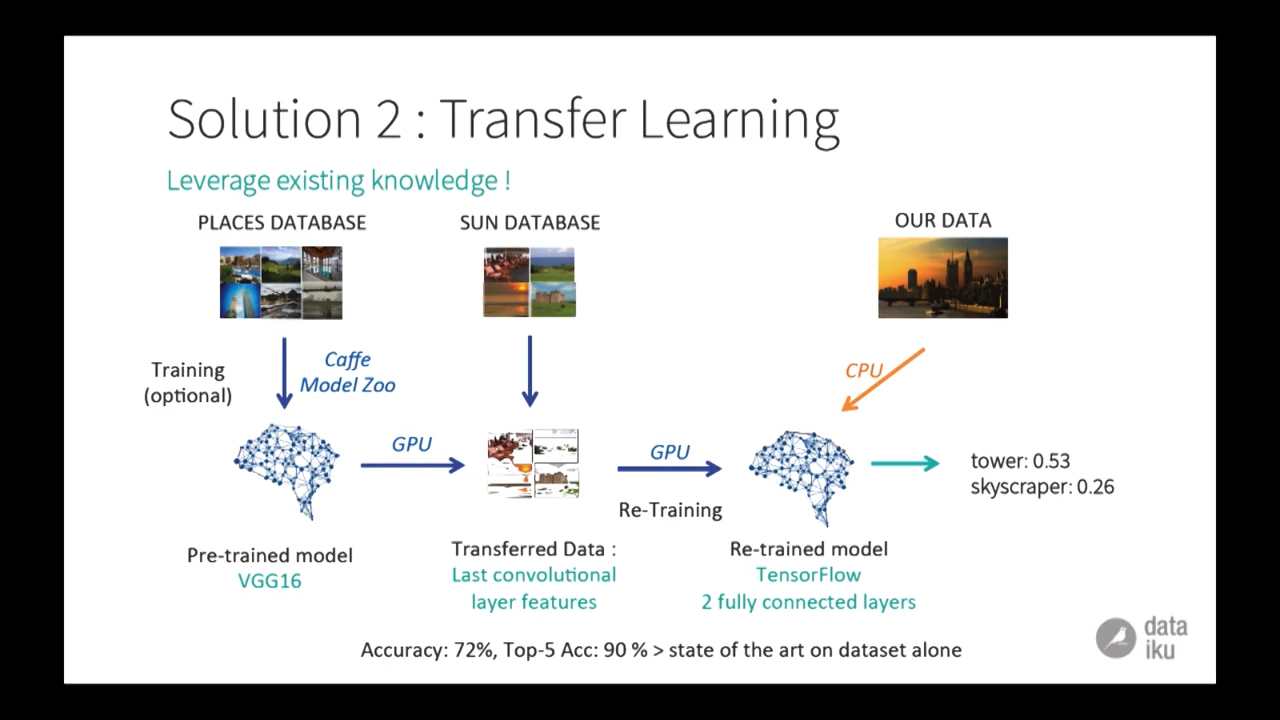 Solution 2 : Transfer Learning
Leverage existing knowledge !
PLACES DATABASE
SUN DATABASE
OUR DATA
Training
(optional)
Caffe
Model Zoo
CPU
GPU
GPU
Re-Training
tower: 0.53
skyscraper: 0.26
Pre-trained model
VGG16
Transferred Data :
Last convolutional
layer features
Re-trained model
TensorFlow
2 fully connected layers
Accuracy: 72%, Top-5 Acc: 90 % > state of the art on dataset alone
data
iku